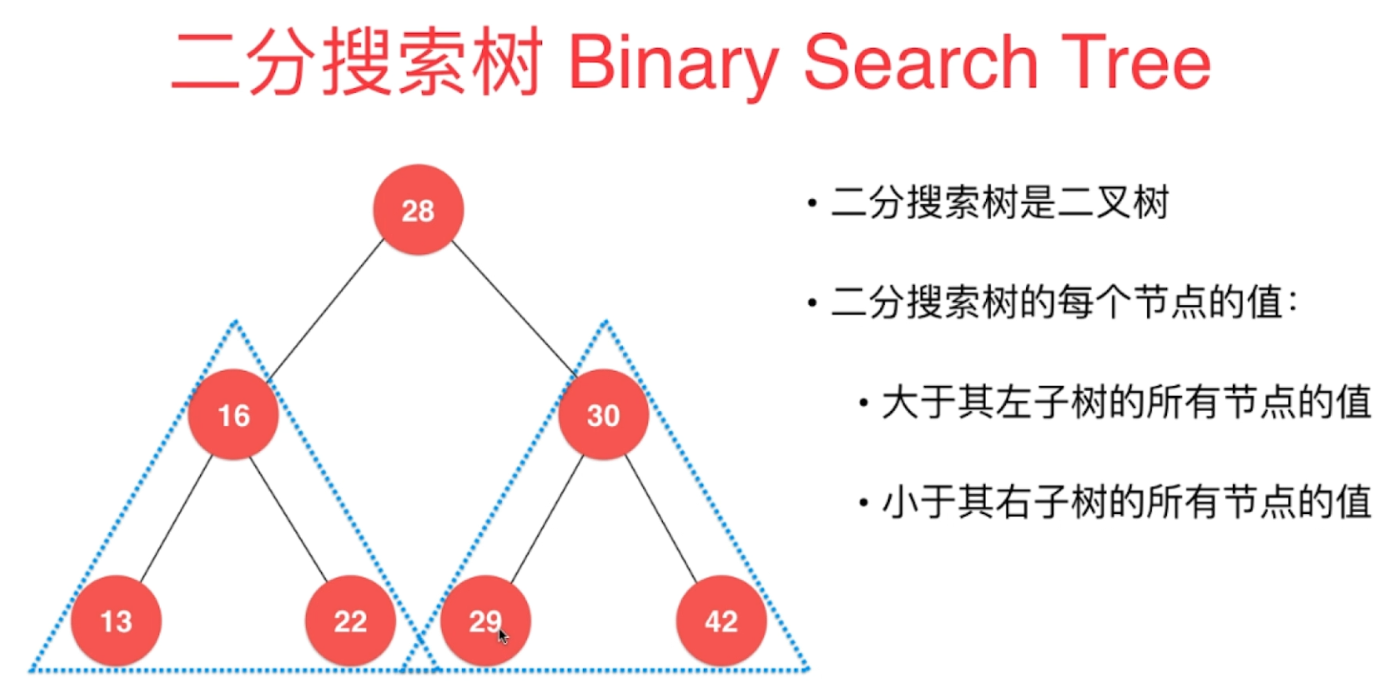 二分搜索树 Binary Search Tree
28
16
30
13
22
29
42
• 二分搜索树是二叉树
• 二分搜索树的每个节点的值：
• 大于其左子树的所有节点的值
• 小于其右子树的所有节点的值